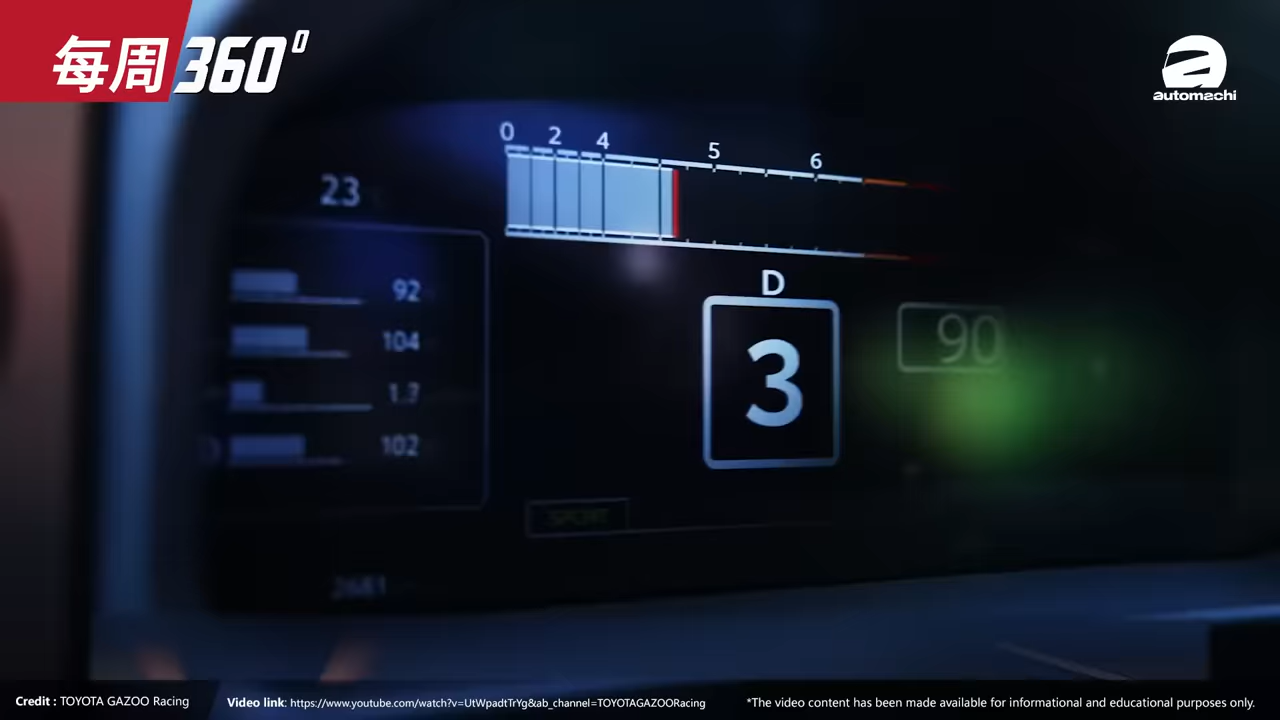 每周360°
automachi
0 2 4 5 6
23
D
3
90
92
104
1.7
102
SPORT
Credit : TOYOTA GAZOO Racing
Video link: https://www.youtube.com/watch?v=UtWpadtTrYg&ab_channel=TOYOTAGAZOORacing
*The video content has been made available for informational and educational purposes only.